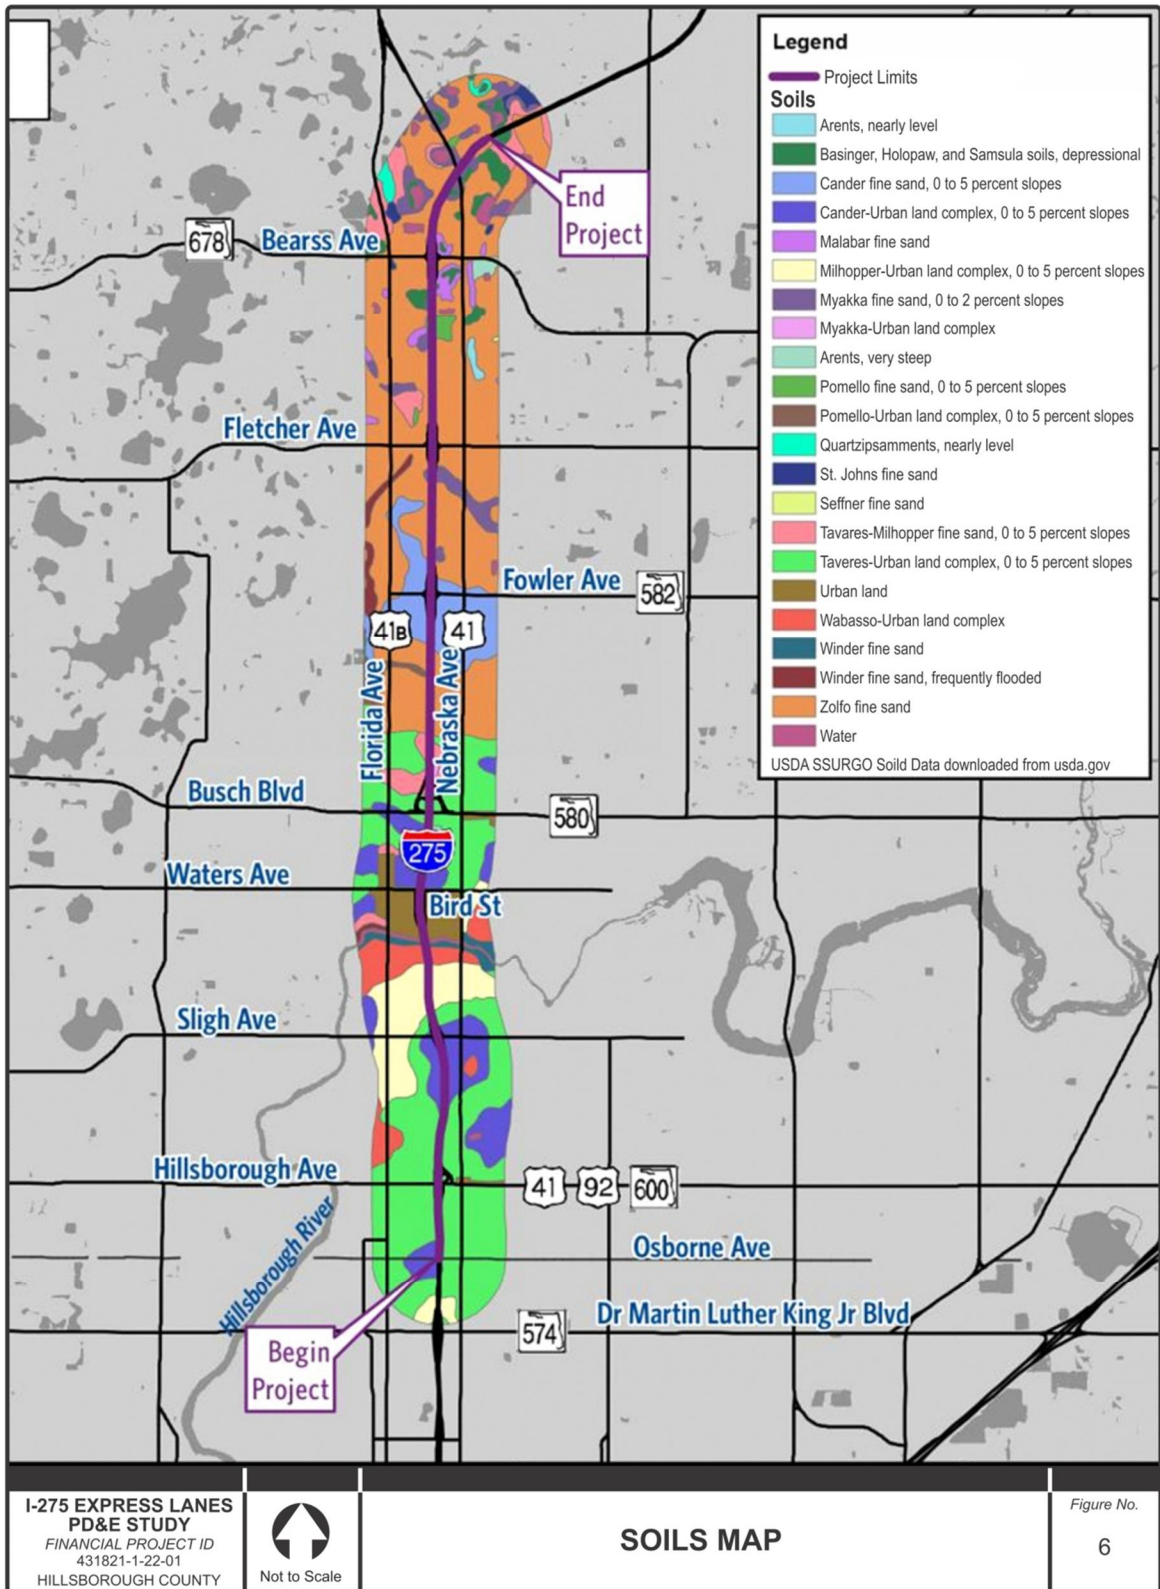 Legend
Project Limits
Soils
Arents, nearly level
Basinger, Holopaw, and Samsula soils, depressional
Cander fine sand, 0 to 5 percent slopes
Cander-Urban land complex, 0 to 5 percent slopes
Malabar fine sand
Milhopper-Urban land complex, 0 to 5 percent slopes
Myakka fine sand, 0 to 2 percent slopes
Myakka-Urban land complex
Arents, very steep
Pomello fine sand, 0 to 5 percent slopes
Pomello-Urban land complex, 0 to 5 percent slopes
Quartzipsamments, nearly level
St. Johns fine sand
Seffner fine sand
Tavares-Milhopper fine sand, 0 to 5 percent slopes
Taveres-Urban land complex, 0 to 5 percent slopes
Urban land
Wabasso-Urban land complex
Winder fine sand
Winder fine sand, frequently flooded
Zolfo fine sand
Water
USDA SSURGO Soild Data downloaded from usda.gov
End
Project
678
Bearss Ave
Fletcher Ave
Fowler Ave
582
41B
41
Florida Ave
Nebraska Ave
Busch Blvd
580
275
Waters Ave
Bird St
Sligh Ave
Hillsborough Ave
41
92
600
Hillsborough River
Osborne Ave
Dr Martin Luther King Jr Blvd
574
Begin
Project
I-275 EXPRESS LANES
PD&E STUDY
FINANCIAL PROJECT ID
431821-1-22-01
HILLSBOROUGH COUNTY
Not to Scale
SOILS MAP
Figure No.
6